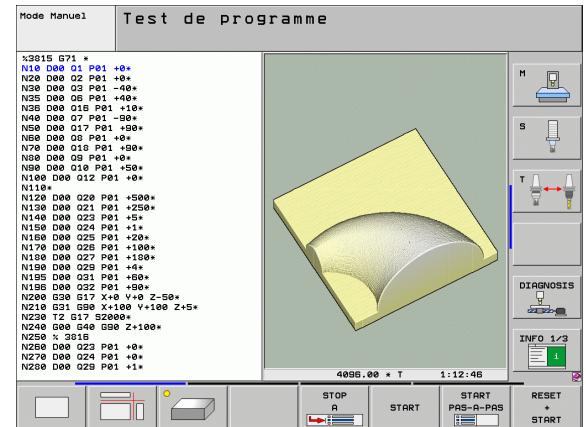 Mode Manuel
Test de programme
%3815 G71 *
N10 D00 Q1 P01 +0*
N20 D00 Q2 P01 +0*
N30 D00 Q3 P01 -40*
N35 D00 Q6 P01 +40*
N36 D00 Q16 P01 +10*
N40 D00 Q7 P01 -90*
N50 D00 Q17 P01 +90*
N60 D00 Q8 P01 +0*
N70 D00 Q18 P01 +90*
N80 D00 Q9 P01 +0*
N90 D00 Q10 P01 +50*
N100 D00 Q12 P01 +0*
N110*
N120 D00 Q20 P01 +500*
N130 D00 Q21 P01 +250*
N140 D00 Q23 P01 +5*
N150 D00 Q24 P01 +1*
N160 D00 Q25 P01 +20*
N170 D00 Q26 P01 +100*
N180 D00 Q27 P01 +180*
N190 D00 Q29 P01 +4*
N195 D00 Q31 P01 +60*
N196 D00 Q32 P01 +90*
N200 G30 G17 X+0 Y+0 Z-50*
N210 G31 G90 X+100 Y+100 Z+5*
N230 T2 G17 S2000*
N240 G00 G40 G90 Z+100*
N250 % 3816
N260 D00 Q23 P01 +0*
N270 D00 Q24 P01 +0*
N280 D00 Q29 P01 +1*
4096.00 * T
1:12:46
M
S
T
DIAGNOSIS
INFO 1/3
i
STOP
A
START
START
PAS-A-PAS
RESET
+
START